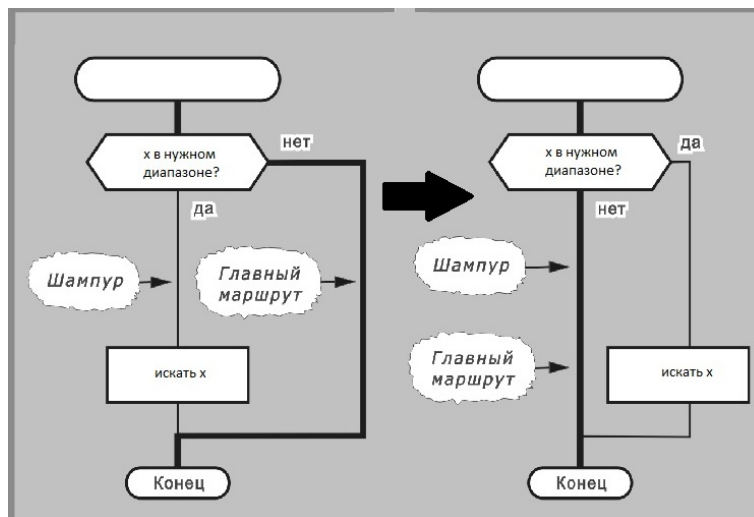 x в нужном
диапазоне?
нет
да
Шампур
Главный
маршрут
искать x
Конец
x в нужном
диапазоне?
да
нет
Шампур
Главный
маршрут
искать x
Конец